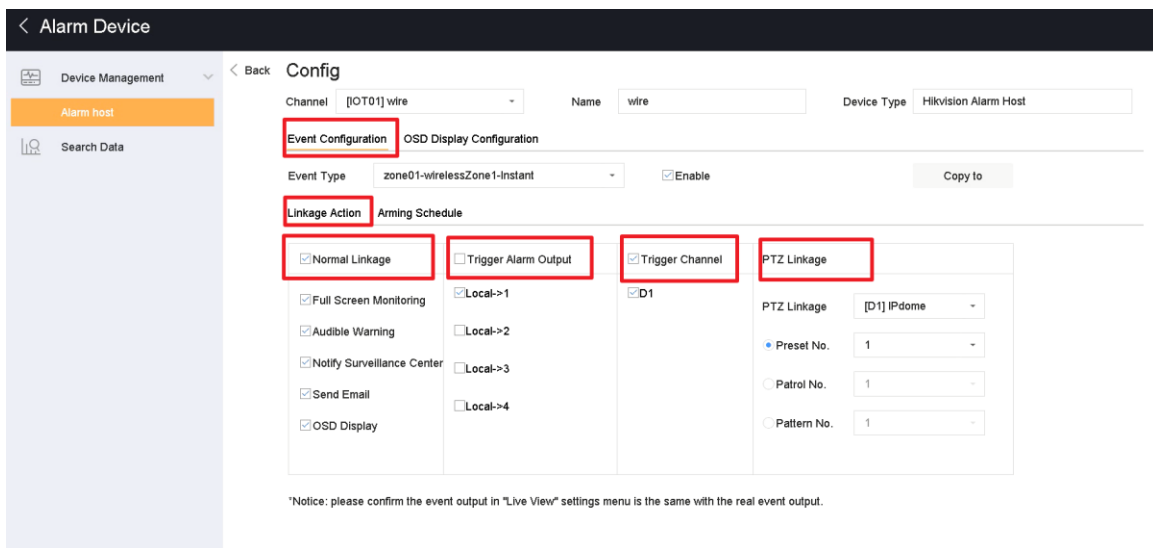 Alarm Device
Device Management
Alarm host
Search Data
Back Config
Channel [IOT01] wire Name wire Device Type Hikvision Alarm Host
Event Configuration OSD Display Configuration
Event Type zone01-wirelessZone1-Instant Enable Copy to
Linkage Action Arming Schedule
Normal Linkage Trigger Alarm Output Trigger Channel PTZ Linkage
Full Screen Monitoring Local->1 D1 PTZ Linkage [D1] IPdome
Audible Warning Local->2 Preset No. 1
Notify Surveillance Center Local->3 Patrol No. 1
Send Email Local->4 Pattern No. 1
OSD Display
*Notice: please confirm the event output in "Live View" settings menu is the same with the real event output.